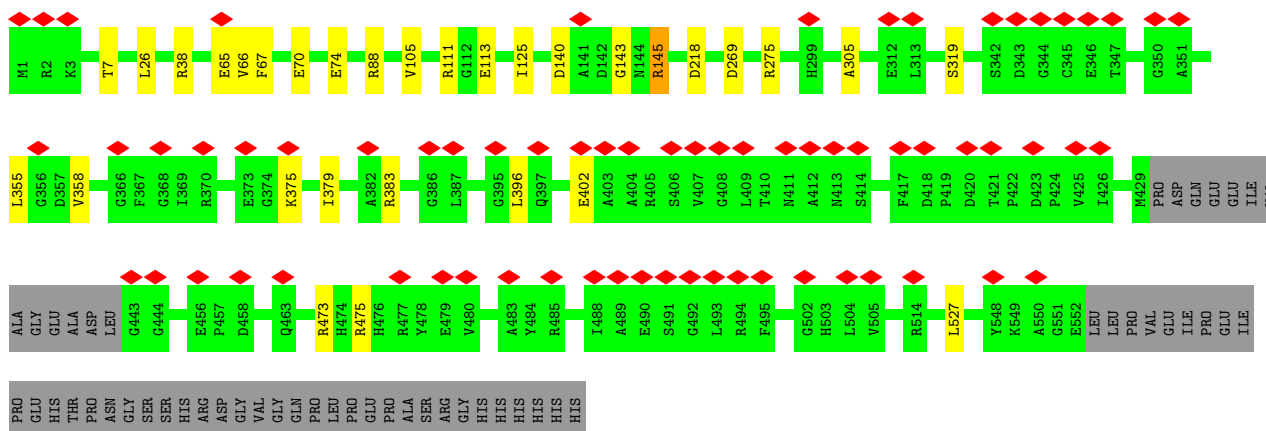 M1 R2 K3 T7 L26 R38 E65 V66 F67 E70 E74 R88 V105 R111 G112 E113 I125 D140 A141 D142 G143 N144 R145 D218 D269 R275 H299 A305 E312 L313 S319 S342 D343 G344 C345 E346 T347 G350 A351
L355 G356 D357 V358 G366 F367 G368 I369 R370 E373 G374 K375 I379 A382 R383 G386 L387 G395 L396 Q397 E402 A403 A404 R405 S406 V407 G408 L409 T410 N411 A412 N413 S414 F417 D418 P419 D420 T421 P422 D423 P424 V425 I426 M429 PRO ASP GLN GLU GLU ILE
ALA GLY GLU ALA ASP LEU G443 G444 E456 P457 D458 Q463 R473 H474 R475 H476 R477 Y478 E479 V480 A483 Y484 R485 I488 A489 E490 S491 G492 L493 R494 F495 G502 H503 L504 V505 R514 L527 Y548 K549 A550 G551 E552 LEU LEU PRO VAL GLU ILE PRO GLU ILE
PRO GLU HIS THR PRO ASN GLY SER SER HIS ARG ASP GLY VAL GLY GLN PRO LEU PRO GLU PRO ALA SER ARG GLY HIS HIS HIS HIS HIS HIS